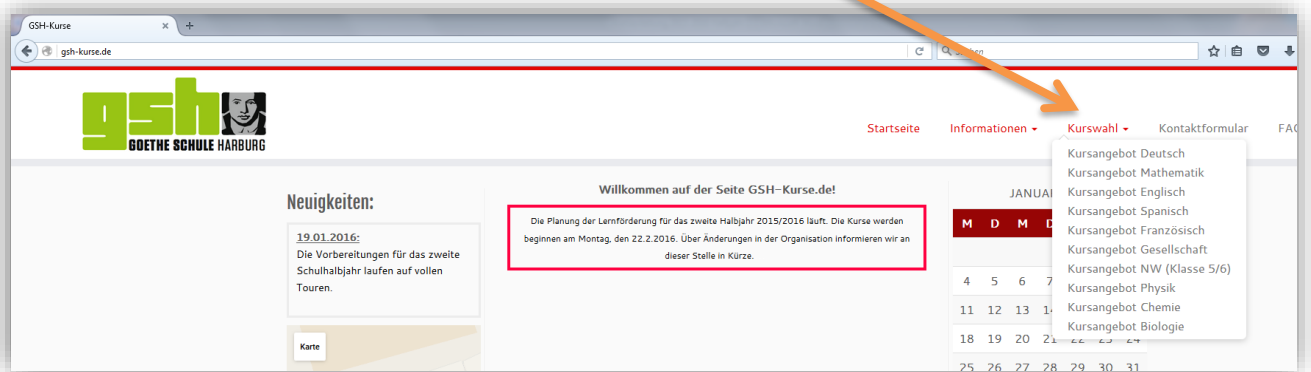 GSH-Kurse
gsh-kurse.de
gsh
GOETHE SCHULE HARBURG
Startseite Informationen Kurswahl Kontaktformular
Kursangebot Deutsch
Kursangebot Mathematik
Kursangebot Englisch
Kursangebot Spanisch
Kursangebot Französisch
Kursangebot Gesellschaft
Kursangebot NW (Klasse 5/6)
Kursangebot Physik
Kursangebot Chemie
Kursangebot Biologie
Neuigkeiten:
19.01.2016:
Die Vorbereitungen für das zweite
Schulhalbjahr laufen auf vollen
Touren.
Karte
Willkommen auf der Seite GSH-Kurse.de!
Die Planung der Lernförderung für das zweite Halbjahr 2015/2016 läuft. Die Kurse werden
beginnen am Montag, den 22.2.2016. Über Änderungen in der Organisation informieren wir an
dieser Stelle in Kürze.
M D M D
4 5 6 7
11 12 13
18 19 20 21 22 23 24
25 26 27 28 29 30 31